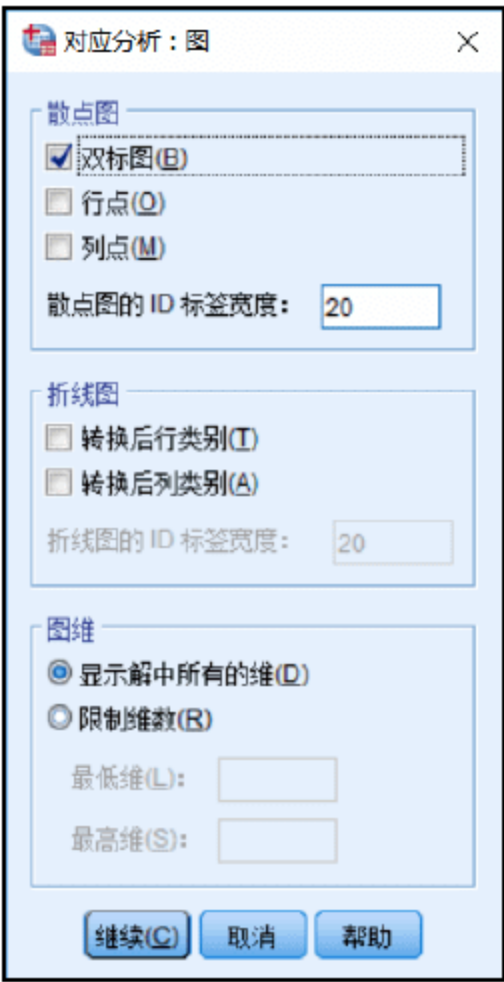 对应分析：图
散点图
双标图(B)
行点(O)
列点(M)
散点图的 ID 标签宽度： 20
折线图
转换后行类别(T)
转换后列类别(A)
折线图的 ID 标签宽度： 20
图维
显示解中所有的维(D)
限制维数(R)
最低维(L)：
最高维(S)：
继续(C) 取消 帮助